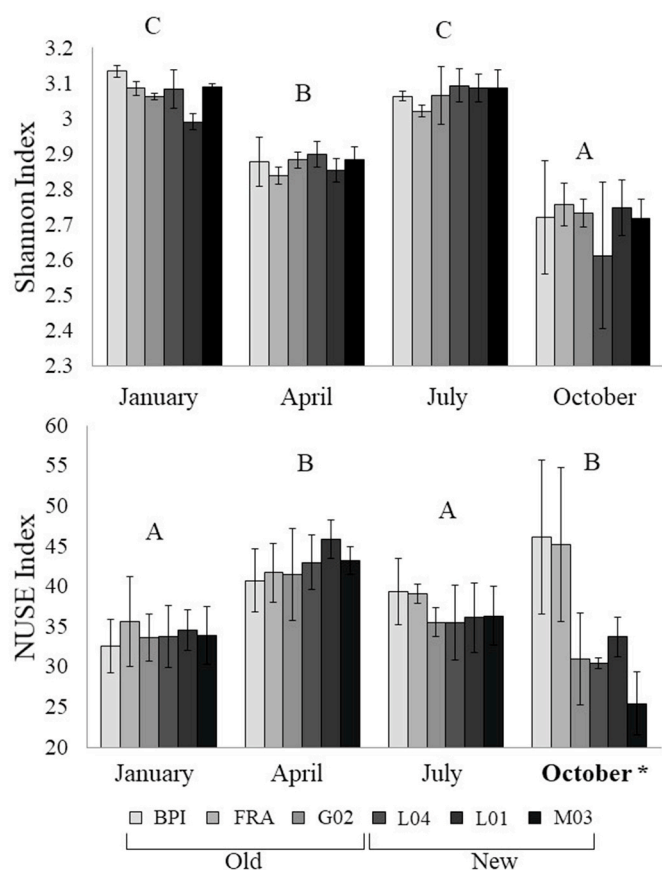 C
C
B
A
3.2
3.1
3
2.9
2.8
2.7
2.6
2.5
2.4
2.3
Shannon Index
January April July October
60
55
50
45
40
35
30
25
20
NUSE Index
B
B
A
A
January April July October *
BPI FRA G02 L04 L01 M03
Old New